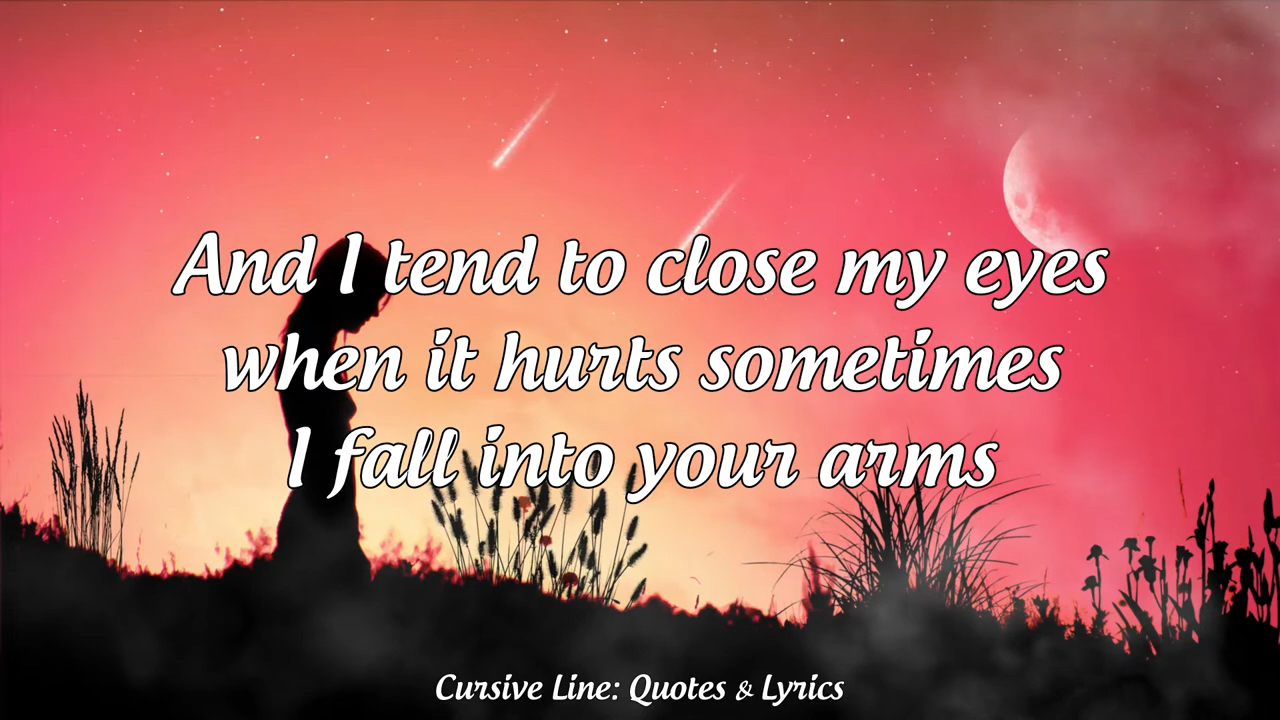 And I tend to close my eyes
when it hurts sometimes
I fall into your arms
Cursive Line: Quotes & Lyrics